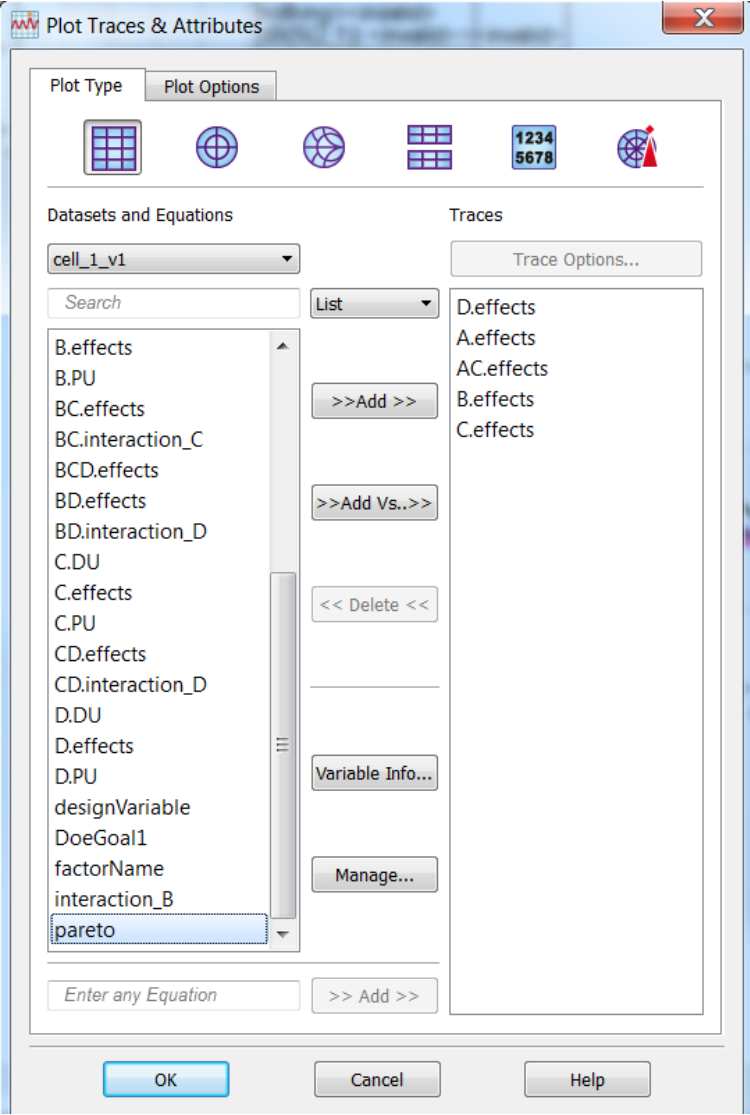 Plot Traces & Attributes
X
Plot Type
Plot Options
1234
5678
Datasets and Equations
Traces
cell_1_v1
Trace Options...
Search
List
B.effects
B.PU
BC.effects
BC.interaction_C
BCD.effects
BD.effects
BD.interaction_D
C.DU
C.effects
C.PU
CD.effects
CD.interaction_D
D.DU
D.effects
D.PU
designVariable
DoeGoal1
factorName
interaction_B
pareto
>>Add >>
>>Add Vs..>>
<< Delete <<
Variable Info...
Manage...
D.effects
A.effects
AC.effects
B.effects
C.effects
Enter any Equation
>> Add >>
OK
Cancel
Help